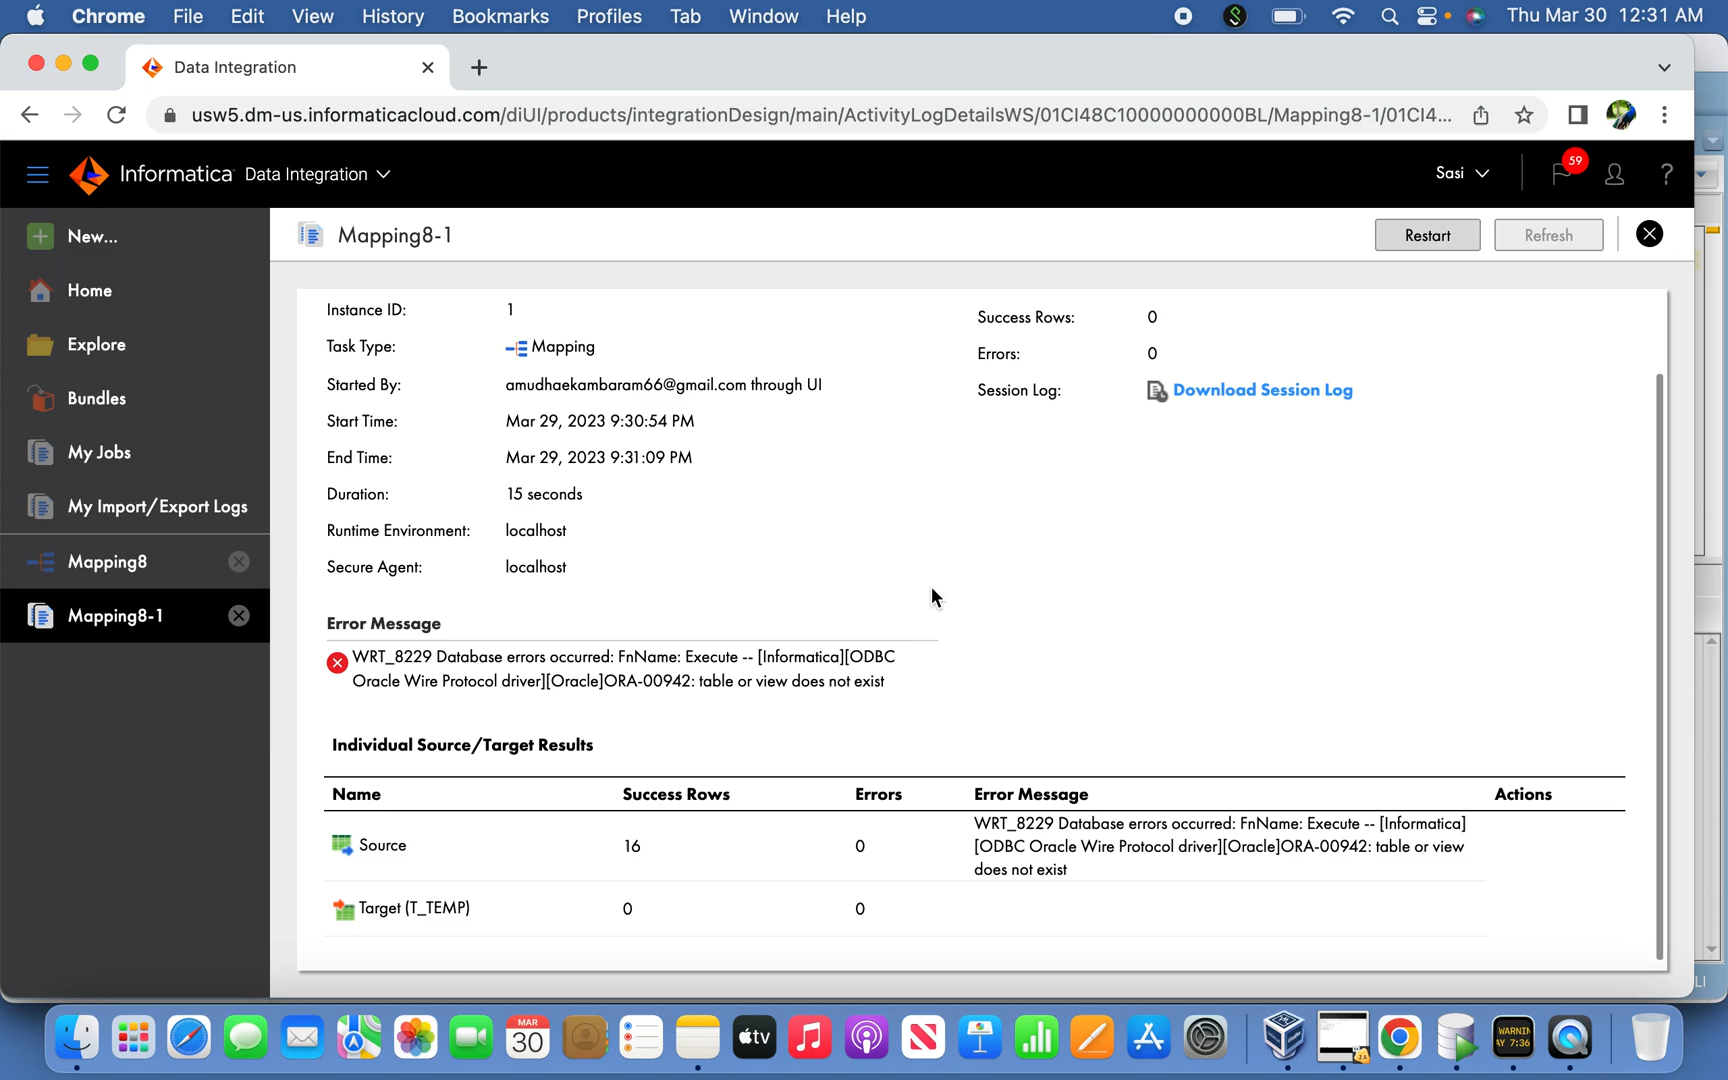 Chrome File Edit View History Bookmarks Profiles Tab Window Help Thu Mar 30 12:31 AM
Data Integration
usw5.dm-us.informaticacloud.com/diUI/products/integrationDesign/main/ActivityLogDetailsWS/01CI48C10000000000BL/Mapping8-1/01CI4...
Informatica Data Integration Sasi 59 ?
New... Mapping8-1 Restart Refresh
Home
Explore
Bundles
My Jobs
My Import/Export Logs
Mapping8
Mapping8-1
Instance ID: 1
Task Type: Mapping
Started By: amudhaekambaram66@gmail.com through UI
Start Time: Mar 29, 2023 9:30:54 PM
End Time: Mar 29, 2023 9:31:09 PM
Duration: 15 seconds
Runtime Environment: localhost
Secure Agent: localhost
Success Rows: 0
Errors: 0
Session Log: Download Session Log
Error Message
WRT_8229 Database errors occurred: FnName: Execute -- [Informatica][ODBC
Oracle Wire Protocol driver][Oracle]ORA-00942: table or view does not exist
Individual Source/Target Results
Name Success Rows Errors Error Message Actions
Source 16 0 WRT_8229 Database errors occurred: FnName: Execute -- [Informatica]
[ODBC Oracle Wire Protocol driver][Oracle]ORA-00942: table or view
does not exist
Target (T_TEMP) 0 0
MAR
30
tv
WARNIN
AY 7:36